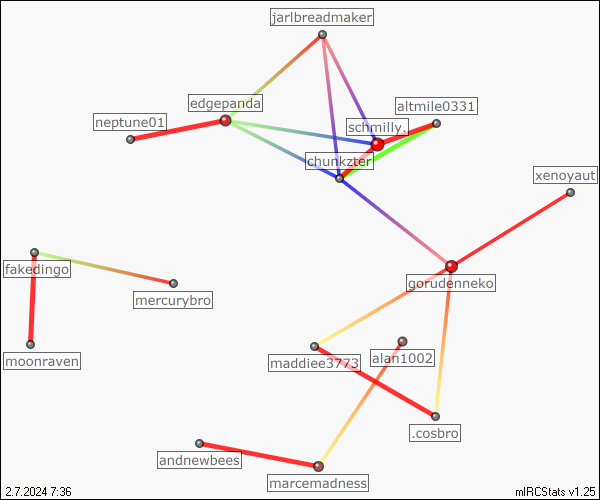 jarlbreadmaker
edgepanda
altmile0331
neptune01
schmilly.
chunkzter
xenoyaut
fakedingo
gorudenneko
mercurybro
moonraven
maddiee3773
alan1002
.cosbro
andnewbees
marcemadness
2.7.2024 7:36
mIRCStats v1.25